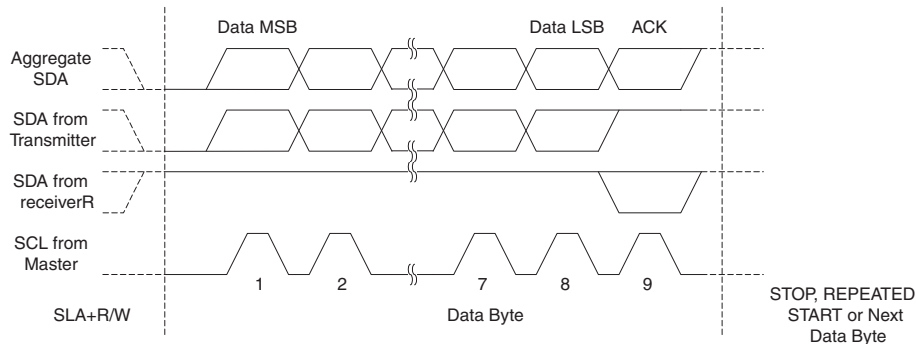 Data MSB
Data LSB
ACK
Aggregate
SDA
SDA from
Transmitter
SDA from
receiverR
SCL from
Master
1
2
7
8
9
SLA+R/W
Data Byte
STOP, REPEATED
START or Next
Data Byte